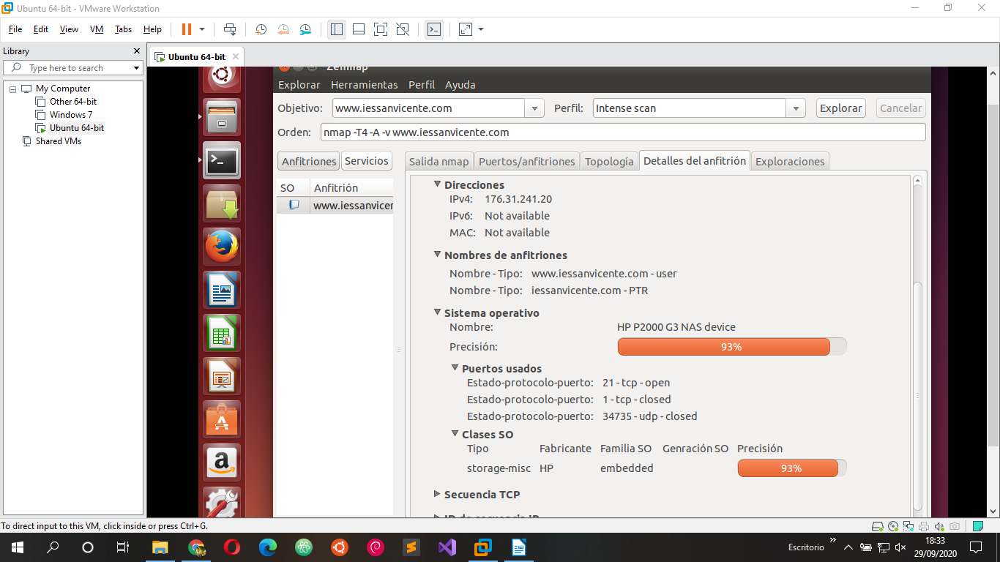 Ubuntu 64-bit - VMware Workstation
File Edit View VM Tabs Help
Library
Type here to search
My Computer
Other 64-bit
Windows 7
Ubuntu 64-bit
Shared VMs
Ubuntu 64-bit
Zenmap
Explorar Herramientas Perfil Ayuda
Objetivo: www.iessanvicente.com Perfil: Intense scan Explorar Cancelar
Orden: nmap -T4 -A -v www.iessanvicente.com
Anfitriones Servicios Salida nmap Puertos/anfitriones Topología Detalles del anfitrión Exploraciones
SO Anfitrión
www.iessanvicen
Direcciones
IPv4: 176.31.241.20
IPv6: Not available
MAC: Not available
Nombres de anfitriones
Nombre - Tipo: www.iessanvicente.com - user
Nombre - Tipo: iessanvicente.com - PTR
Sistema operativo
Nombre: HP P2000 G3 NAS device
Precisión: 93%
Puertos usados
Estado-protocolo-puerto: 21 - tcp - open
Estado-protocolo-puerto: 1 - tcp - closed
Estado-protocolo-puerto: 34735 - udp - closed
Clases SO
Tipo Fabricante Familia SO Genración SO Precisión
storage-misc HP embedded 93%
Secuencia TCP
ID de secuencia IP
To direct input to this VM, click inside or press Ctrl+G.
Escritorio
18:33
29/09/2020